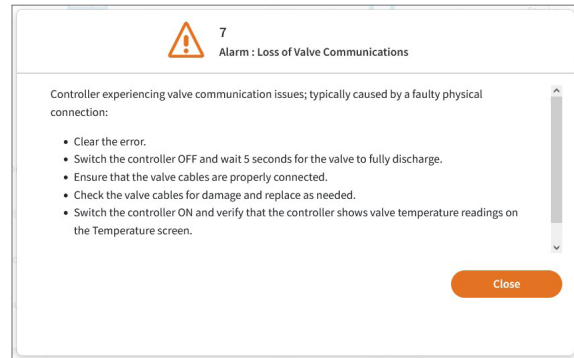 7
Alarm : Loss of Valve Communications
Controller experiencing valve communication issues; typically caused by a faulty physical
connection:
• Clear the error.
• Switch the controller OFF and wait 5 seconds for the valve to fully discharge.
• Ensure that the valve cables are properly connected.
• Check the valve cables for damage and replace as needed.
• Switch the controller ON and verify that the controller shows valve temperature readings on
the Temperature screen.
Close